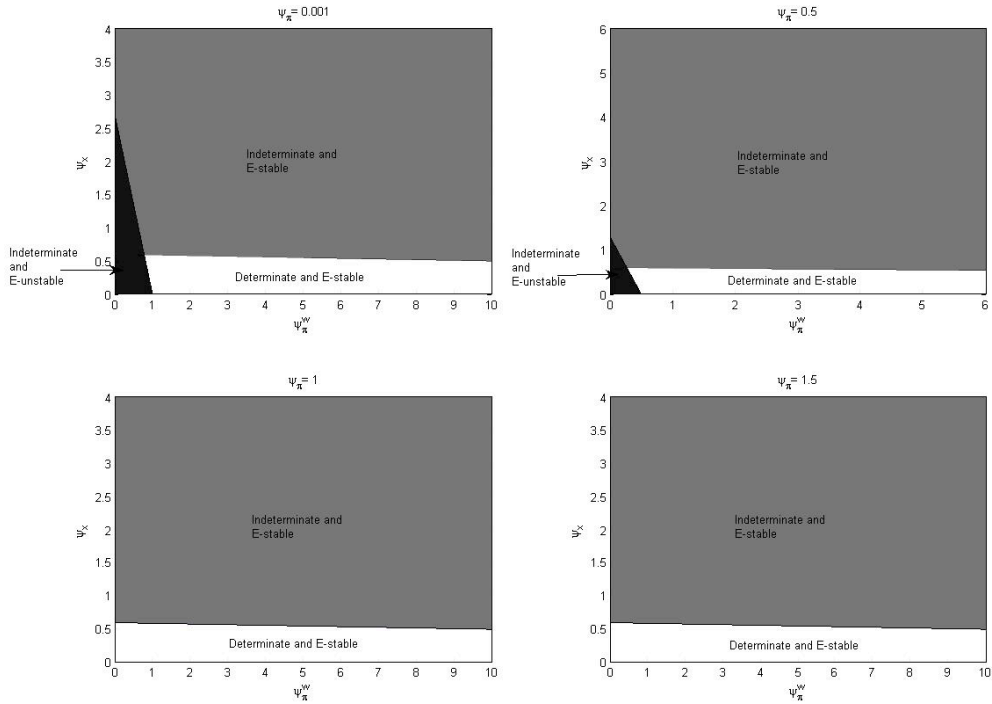 ψπ = 0.001
4
3.5
3
2.5
2
1.5
1
0.5
0
ψx
Indeterminate and
E-stable
Indeterminate
and
E-unstable
Determinate and E-stable
0 1 2 3 4 5 6 7 8 9 10
ψπw
ψπ = 0.5
6
5
4
3
2
1
0
ψx
Indeterminate and
E-stable
Indeterminate
and
E-unstable
Determinate and E-stable
0 1 2 3 4 5 6
ψπw
ψπ = 1
4
3.5
3
2.5
2
1.5
1
0.5
0
ψx
Indeterminate and
E-stable
Determinate and E-stable
0 1 2 3 4 5 6 7 8 9 10
ψπw
ψπ = 1.5
4
3.5
3
2.5
2
1.5
1
0.5
0
ψx
Indeterminate and
E-stable
Determinate and E-stable
0 1 2 3 4 5 6 7 8 9 10
ψπw